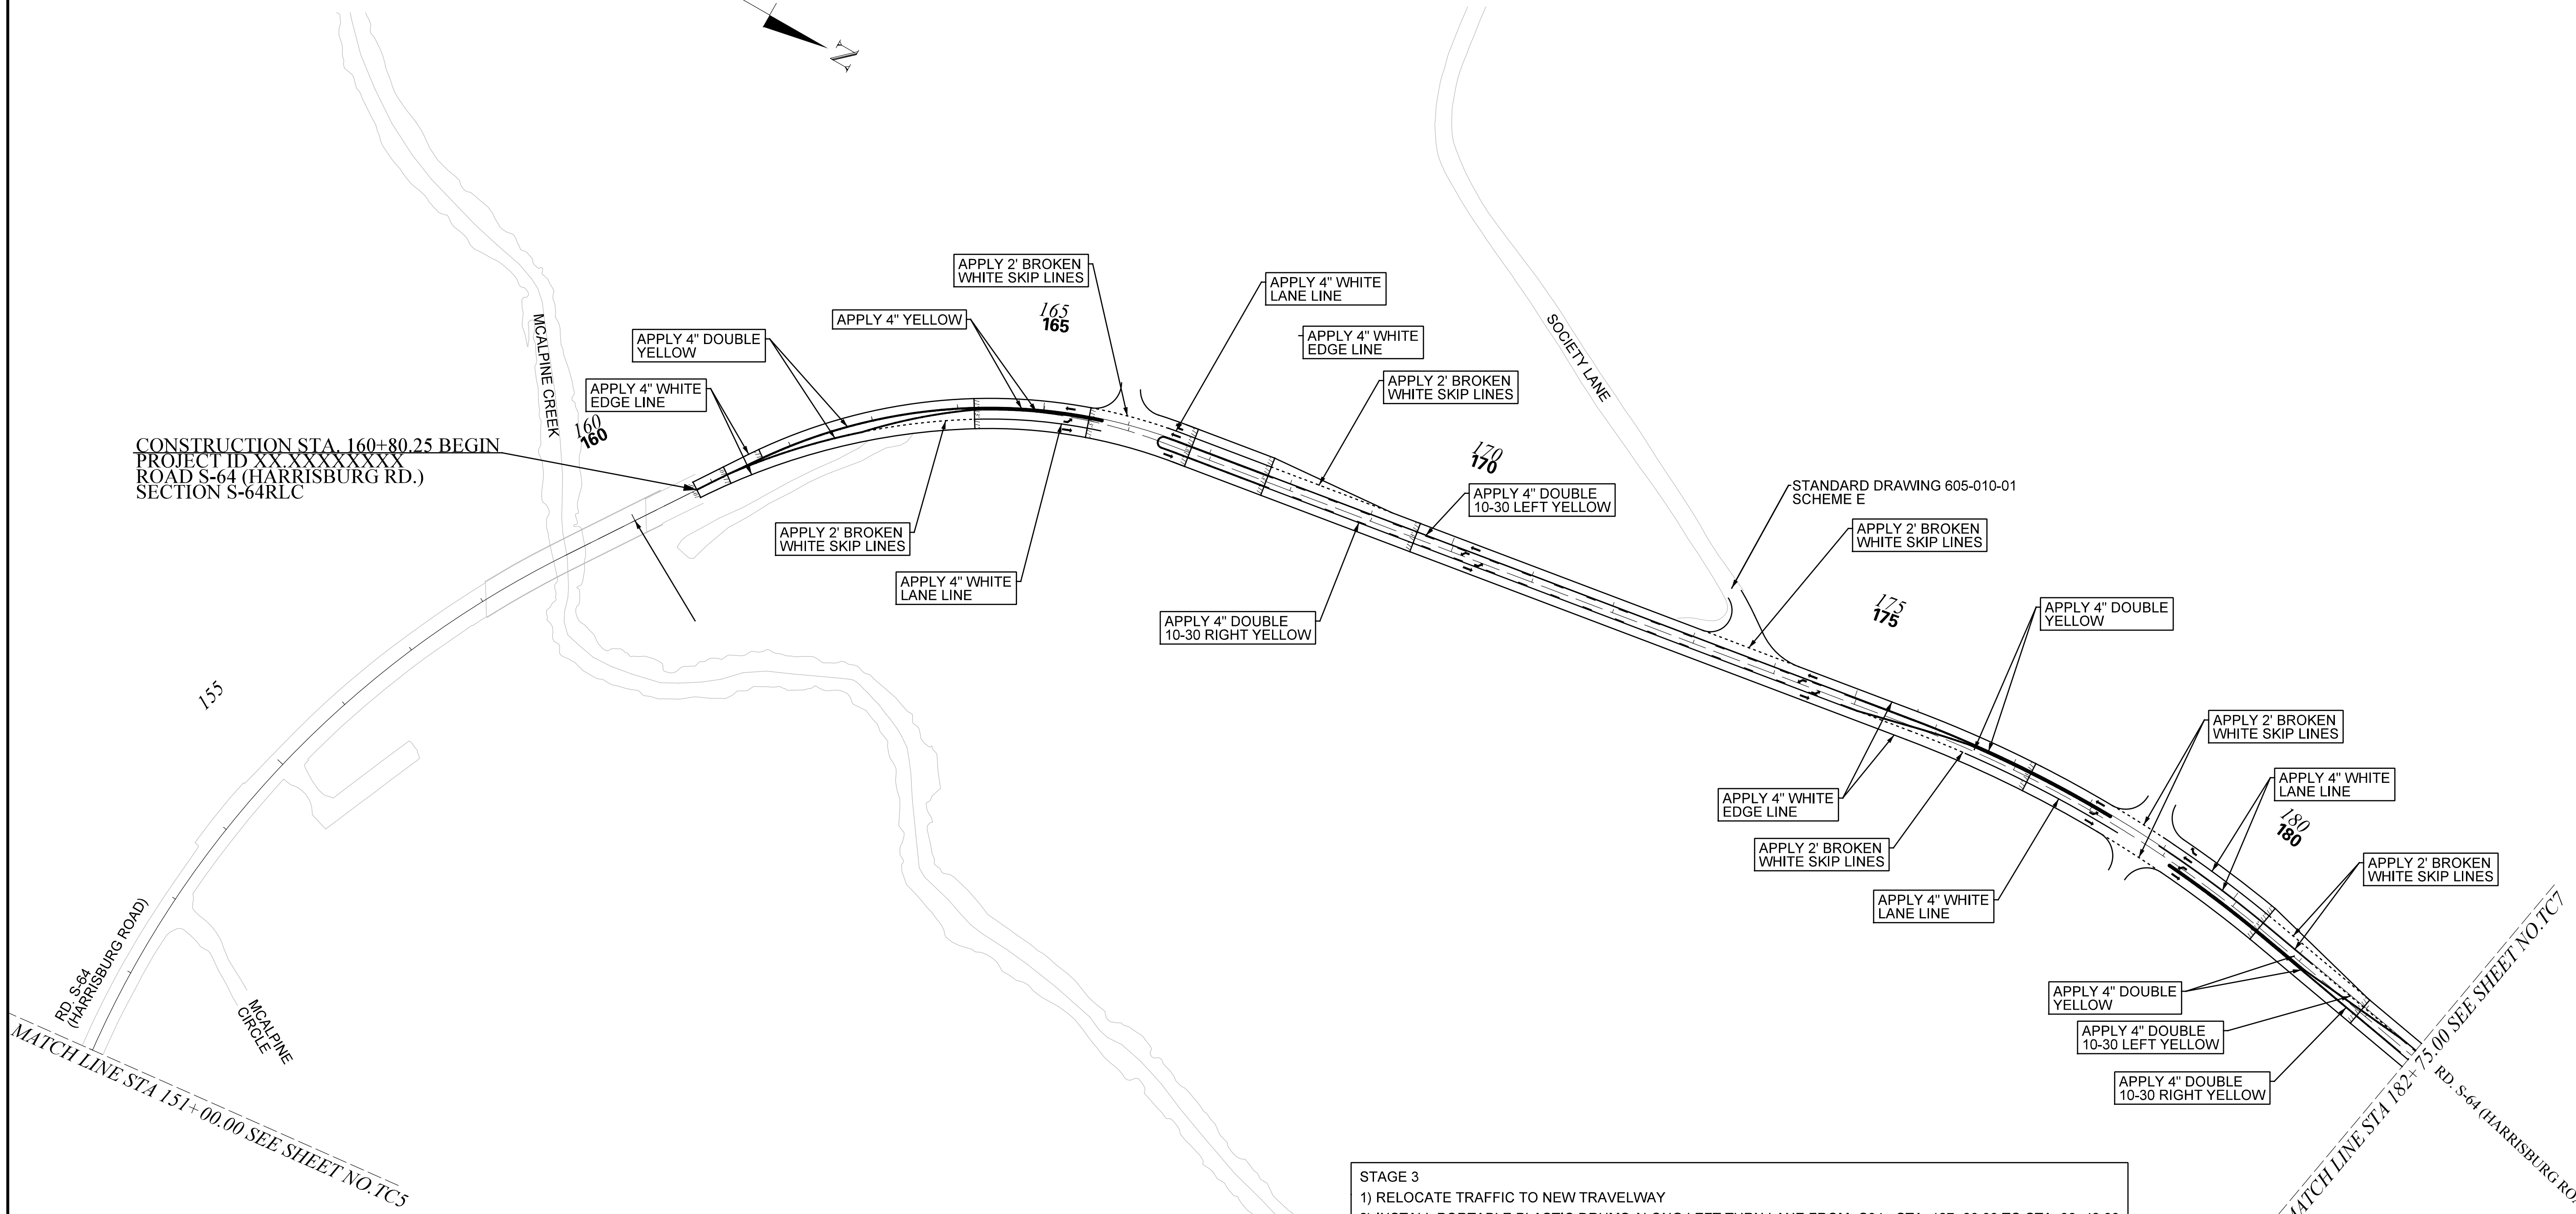 N
APPLY 2' BROKEN
WHITE SKIP LINES
APPLY 4" WHITE
LANE LINE
165
165
APPLY 4" YELLOW
APPLY 4" DOUBLE
YELLOW
APPLY 4" WHITE
EDGE LINE
APPLY 4" WHITE
EDGE LINE
APPLY 2' BROKEN
WHITE SKIP LINES
MCALPINE CREEK
SOCIETY LANE
160
160
CONSTRUCTION STA. 160+80.25 BEGIN
PROJECT ID XX.XXXXXXXX
ROAD S-64 (HARRISBURG RD.)
SECTION S-64RLC
170
170
APPLY 4" DOUBLE
10-30 LEFT YELLOW
STANDARD DRAWING 605-010-01
SCHEME E
APPLY 2' BROKEN
WHITE SKIP LINES
APPLY 2' BROKEN
WHITE SKIP LINES
APPLY 4" WHITE
LANE LINE
APPLY 4" DOUBLE
10-30 RIGHT YELLOW
175
175
APPLY 4" DOUBLE
YELLOW
155
APPLY 2' BROKEN
WHITE SKIP LINES
APPLY 4" WHITE
LANE LINE
APPLY 4" WHITE
EDGE LINE
180
180
APPLY 2' BROKEN
WHITE SKIP LINES
APPLY 2' BROKEN
WHITE SKIP LINES
APPLY 4" WHITE
LANE LINE
RD. S-64
(HARRISBURG ROAD)
MCALPINE
CIRCLE
APPLY 4" DOUBLE
YELLOW
APPLY 4" DOUBLE
10-30 LEFT YELLOW
APPLY 4" DOUBLE
10-30 RIGHT YELLOW
MATCH LINE STA 151+00.00 SEE SHEET NO.TC5
MATCH LINE STA 182+75.00 SEE SHEET NO.TC7
RD. S-64 (HARRISBURG
STAGE 3
1) RELOCATE TRAFFIC TO NEW TRAVELWAY